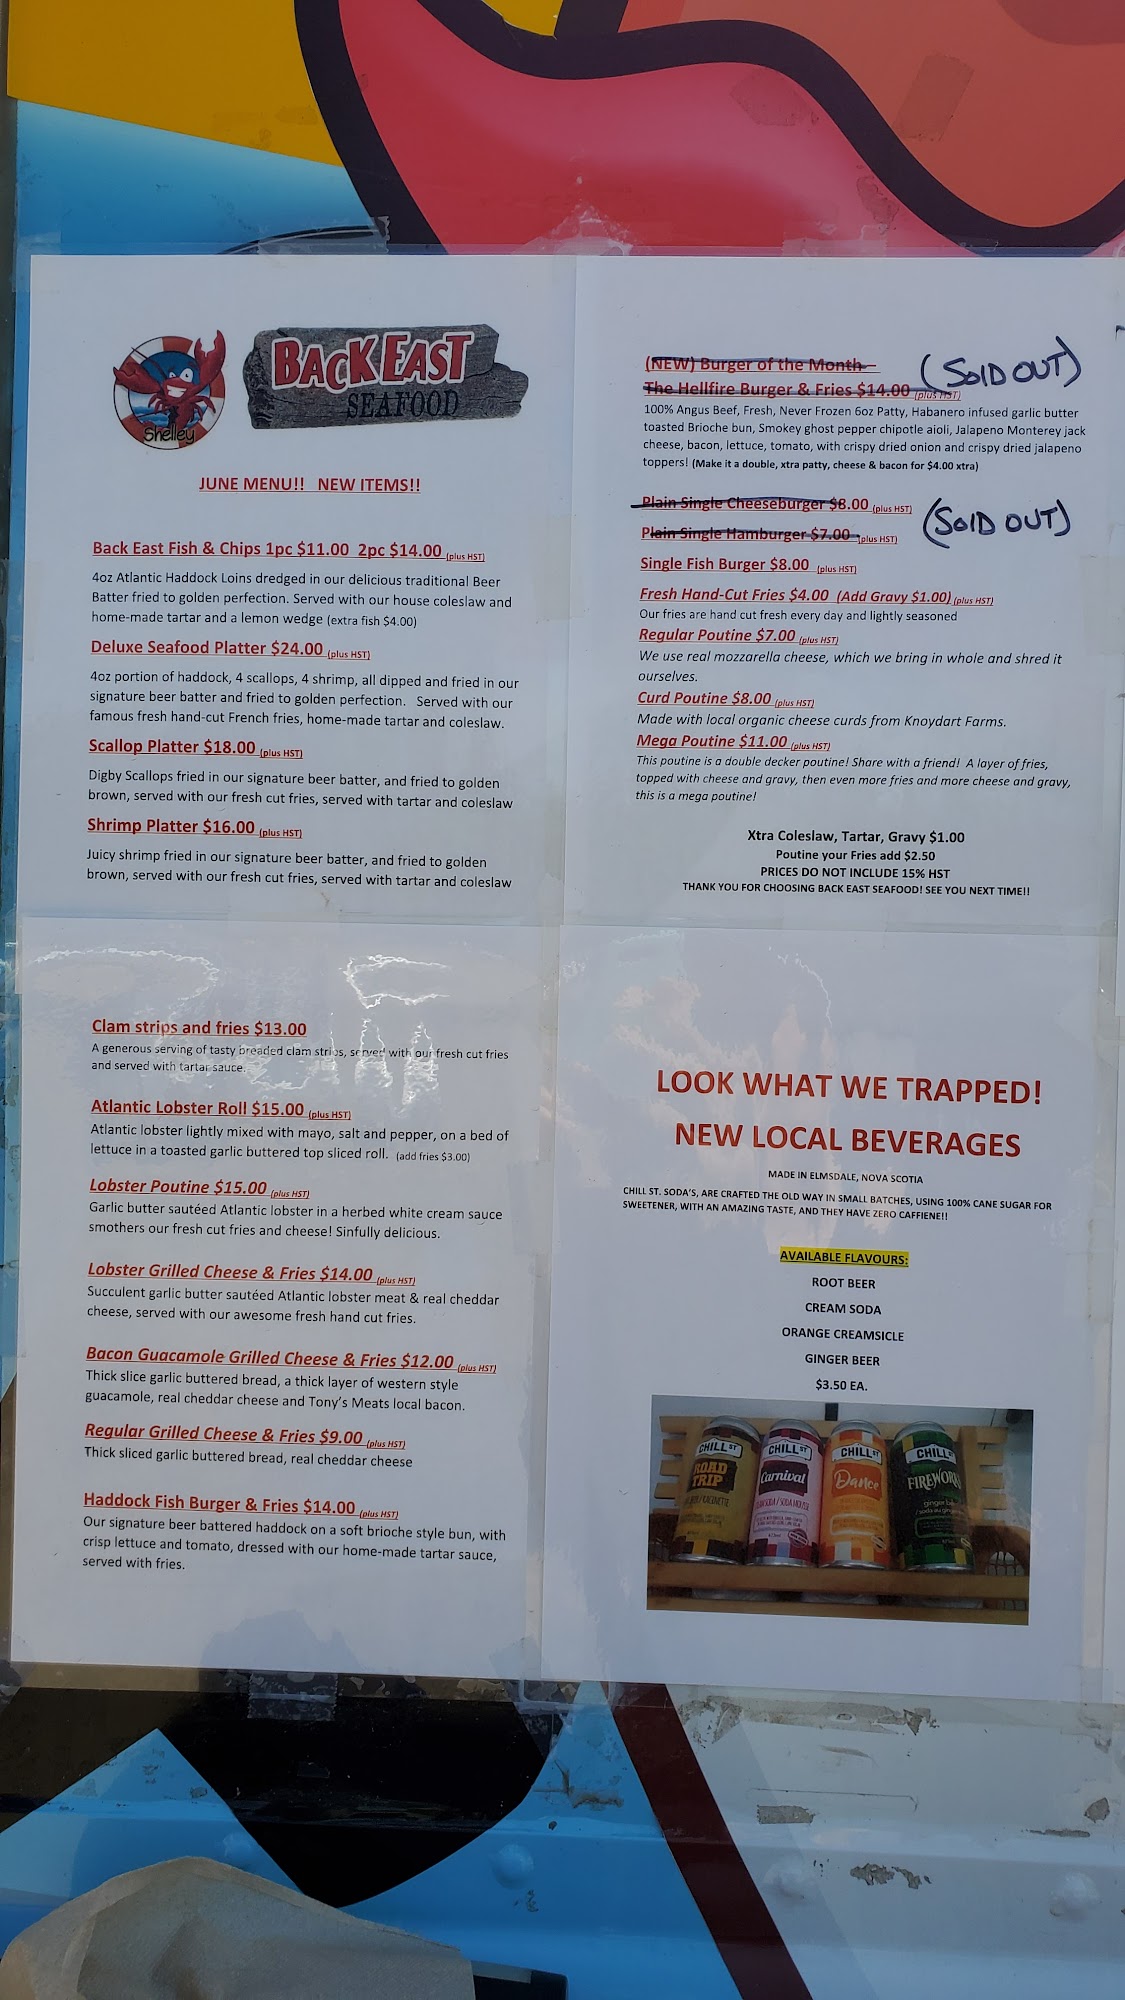 Shelley
BACK EAST
SEAFOOD
JUNE MENU!! NEW ITEMS!!
Back East Fish & Chips 1pc $11.00 2pc $14.00 (plus HST)
4oz Atlantic Haddock Loins dredged in our delicious traditional Beer
Batter fried to golden perfection. Served with our house coleslaw and
home-made tartar and a lemon wedge (extra fish $4.00)
Deluxe Seafood Platter $24.00 (plus HST)
4oz portion of haddock, 4 scallops, 4 shrimp, all dipped and fried in our
signature beer batter and fried to golden perfection. Served with our
famous fresh hand-cut French fries, home-made tartar and coleslaw.
Scallop Platter $18.00 (plus HST)
Digby Scallops fried in our signature beer batter, and fried to golden
brown, served with our fresh cut fries, served with tartar and coleslaw
Shrimp Platter $16.00 (plus HST)
Juicy shrimp fried in our signature beer batter, and fried to golden
brown, served with our fresh cut fries, served with tartar and coleslaw
(NEW) Burger of the Month
The Hellfire Burger & Fries $14.00 (plus HST)
(SOLD OUT)
100% Angus Beef, Fresh, Never Frozen 6oz Patty, Habanero infused garlic butter
toasted Brioche bun, Smokey ghost pepper chipotle aioli, Jalapeno Monterey jack
cheese, bacon, lettuce, tomato, with crispy dried onion and crispy dried jalapeno
toppers! (Make it a double, xtra patty, cheese & bacon for $4.00 xtra)
Plain Single Cheeseburger $8.00 (plus HST)
(SOLD OUT)
Plain Single Hamburger $7.00 (plus HST)
Single Fish Burger $8.00 (plus HST)
Fresh Hand-Cut Fries $4.00 (Add Gravy $1.00) (plus HST)
Our fries are hand cut fresh every day and lightly seasoned
Regular Poutine $7.00 (plus HST)
We use real mozzarella cheese, which we bring in whole and shred it
ourselves.
Curd Poutine $8.00 (plus HST)
Made with local organic cheese curds from Knoydart Farms.
Mega Poutine $11.00 (plus HST)
This poutine is a double decker poutine! Share with a friend! A layer of fries,
topped with cheese and gravy, then even more fries and more cheese and gravy,
this is a mega poutine!
Xtra Coleslaw, Tartar, Gravy $1.00
Poutine your Fries add $2.50
PRICES DO NOT INCLUDE 15% HST
THANK YOU FOR CHOOSING BACK EAST SEAFOOD! SEE YOU NEXT TIME!!
Clam strips and fries $13.00
A generous serving of tasty breaded clam strips, served with our fresh cut fries
and served with tartar sauce.
Atlantic Lobster Roll $15.00 (plus HST)
Atlantic lobster lightly mixed with mayo, salt and pepper, on a bed of
lettuce in a toasted garlic buttered top sliced roll. (add fries $3.00)
Lobster Poutine $15.00 (plus HST)
Garlic butter sautéed Atlantic lobster in a herbed white cream sauce
smothers our fresh cut fries and cheese! Sinfully delicious.
Lobster Grilled Cheese & Fries $14.00 (plus HST)
Succulent garlic butter sautéed Atlantic lobster meat & real cheddar
cheese, served with our awesome fresh hand cut fries.
Bacon Guacamole Grilled Cheese & Fries $12.00 (plus HST)
Thick slice garlic buttered bread, a thick layer of western style
guacamole, real cheddar cheese and Tony's Meats local bacon.
Regular Grilled Cheese & Fries $9.00 (plus HST)
Thick sliced garlic buttered bread, real cheddar cheese
Haddock Fish Burger & Fries $14.00 (plus HST)
Our signature beer battered haddock on a soft brioche style bun, with
crisp lettuce and tomato, dressed with our home-made tartar sauce,
served with fries.
LOOK WHAT WE TRAPPED!
NEW LOCAL BEVERAGES
MADE IN ELMSDALE, NOVA SCOTIA
CHILL ST. SODA'S, ARE CRAFTED THE OLD WAY IN SMALL BATCHES, USING 100% CANE SUGAR FOR
SWEETENER, WITH AN AMAZING TASTE, AND THEY HAVE ZERO CAFFIENE!!
AVAILABLE FLAVOURS:
ROOT BEER
CREAM SODA
ORANGE CREAMSICLE
GINGER BEER
$3.50 EA.
CHILL ST
ROAD
TRIP
CHILL ST
Carnival
CHILL ST
Dance
CHILL ST
FIREWORK